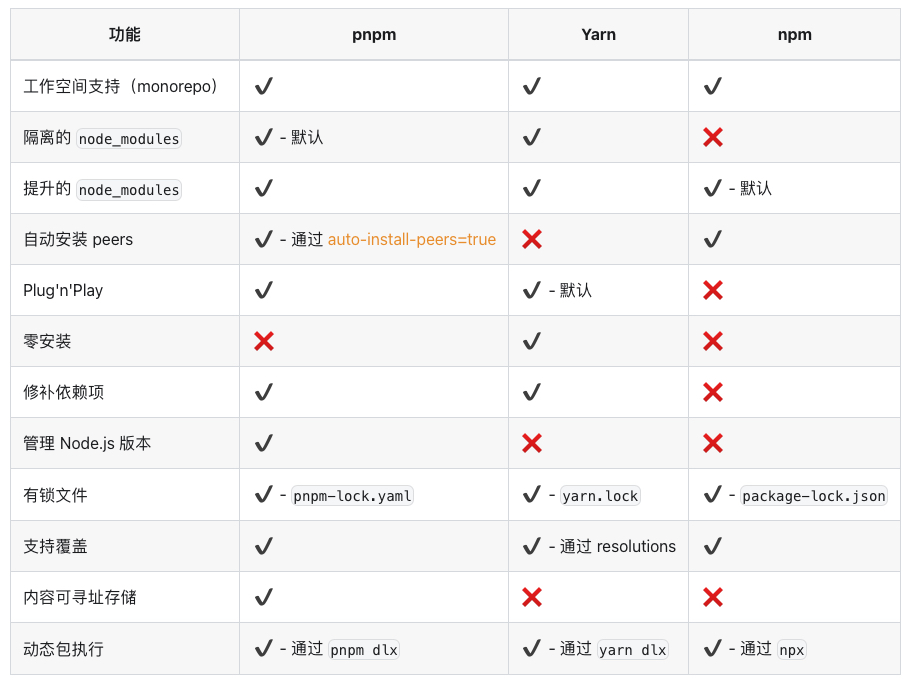 功能 pnpm Yarn npm
工作空间支持（monorepo） ✔ ✔ ✔
隔离的 node_modules ✔ - 默认 ✔ ❌
提升的 node_modules ✔ ✔ ✔ - 默认
自动安装 peers ✔ - 通过 auto-install-peers=true ❌ ✔
Plug'n'Play ✔ ✔ - 默认 ❌
零安装 ❌ ✔ ❌
修补依赖项 ✔ ✔ ❌
管理 Node.js 版本 ✔ ❌ ❌
有锁文件 ✔ - pnpm-lock.yaml ✔ - yarn.lock ✔ - package-lock.json
支持覆盖 ✔ ✔ - 通过 resolutions ✔
内容可寻址存储 ✔ ❌ ❌
动态包执行 ✔ - 通过 pnpm dlx ✔ - 通过 yarn dlx ✔ - 通过 npx